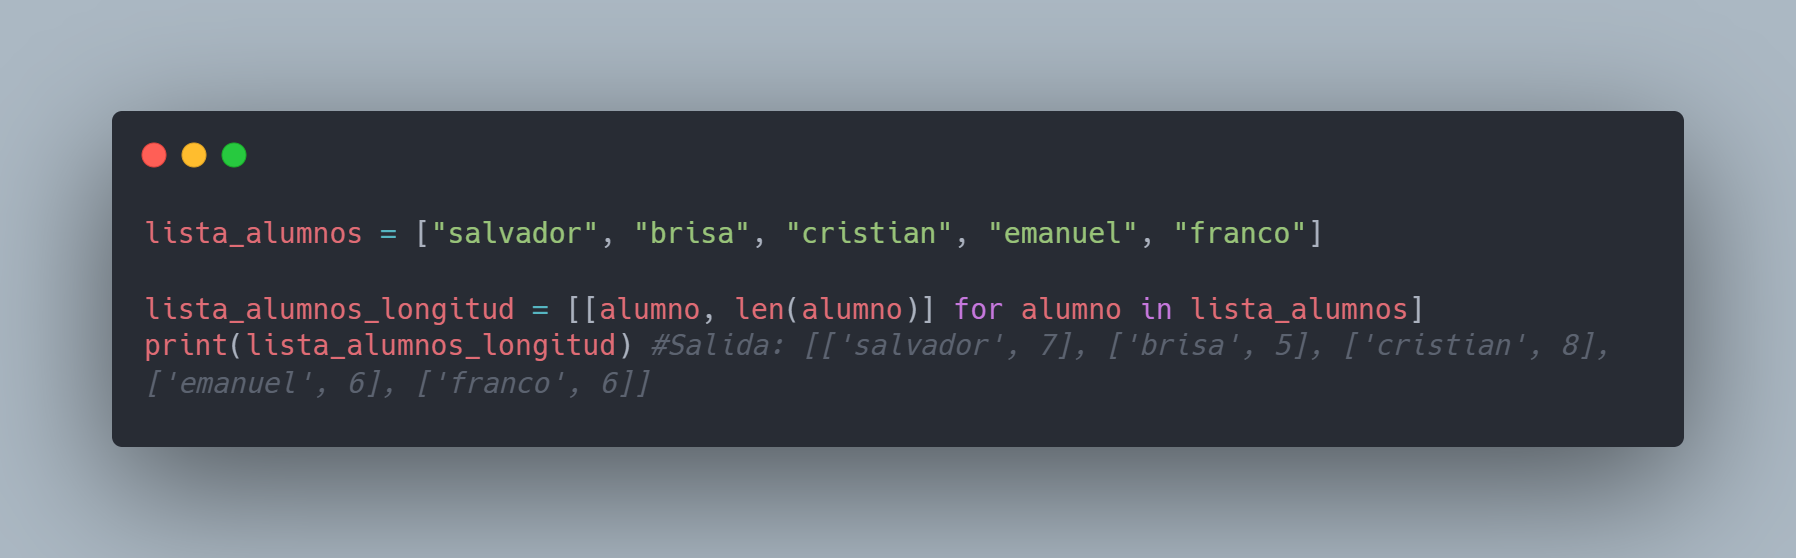 lista_alumnos = ["salvador", "brisa", "cristian", "emanuel", "franco"]
lista_alumnos_longitud = [[alumno, len(alumno)] for alumno in lista_alumnos]
print(lista_alumnos_longitud) #Salida: [['salvador', 7], ['brisa', 5], ['cristian', 8],
['emanuel', 6], ['franco', 6]]